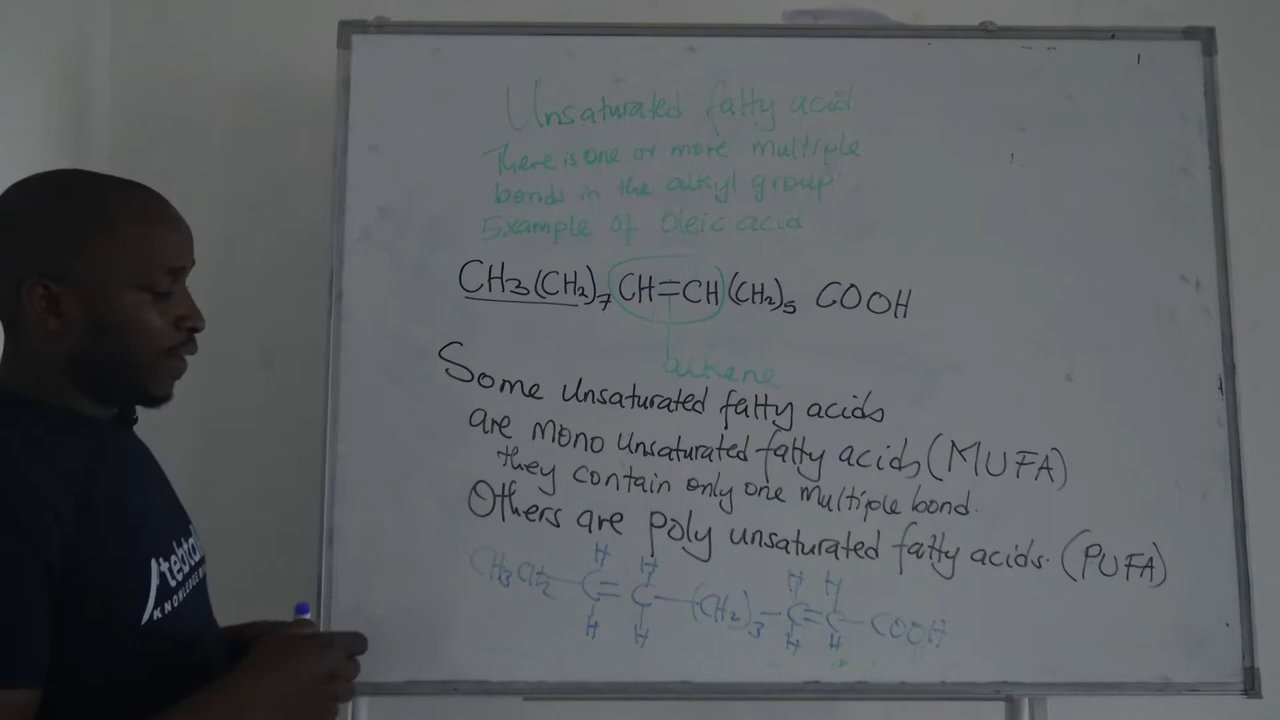 Unsaturated fatty acid
There is one or more multiple
bonds in the alkyl group
Example of Oleic acid
CH3(CH2)7CH=CH(CH2)5 COOH
alkene
Some unsaturated fatty acids
are mono unsaturated fatty acids (MUFA)
they contain only one multiple bond.
Others are poly unsaturated fatty acids. (PUFA)
H H H H
CH3CH2-C=C-(CH2)3-C=C-COOH
H H H H
KNOWLEDGE